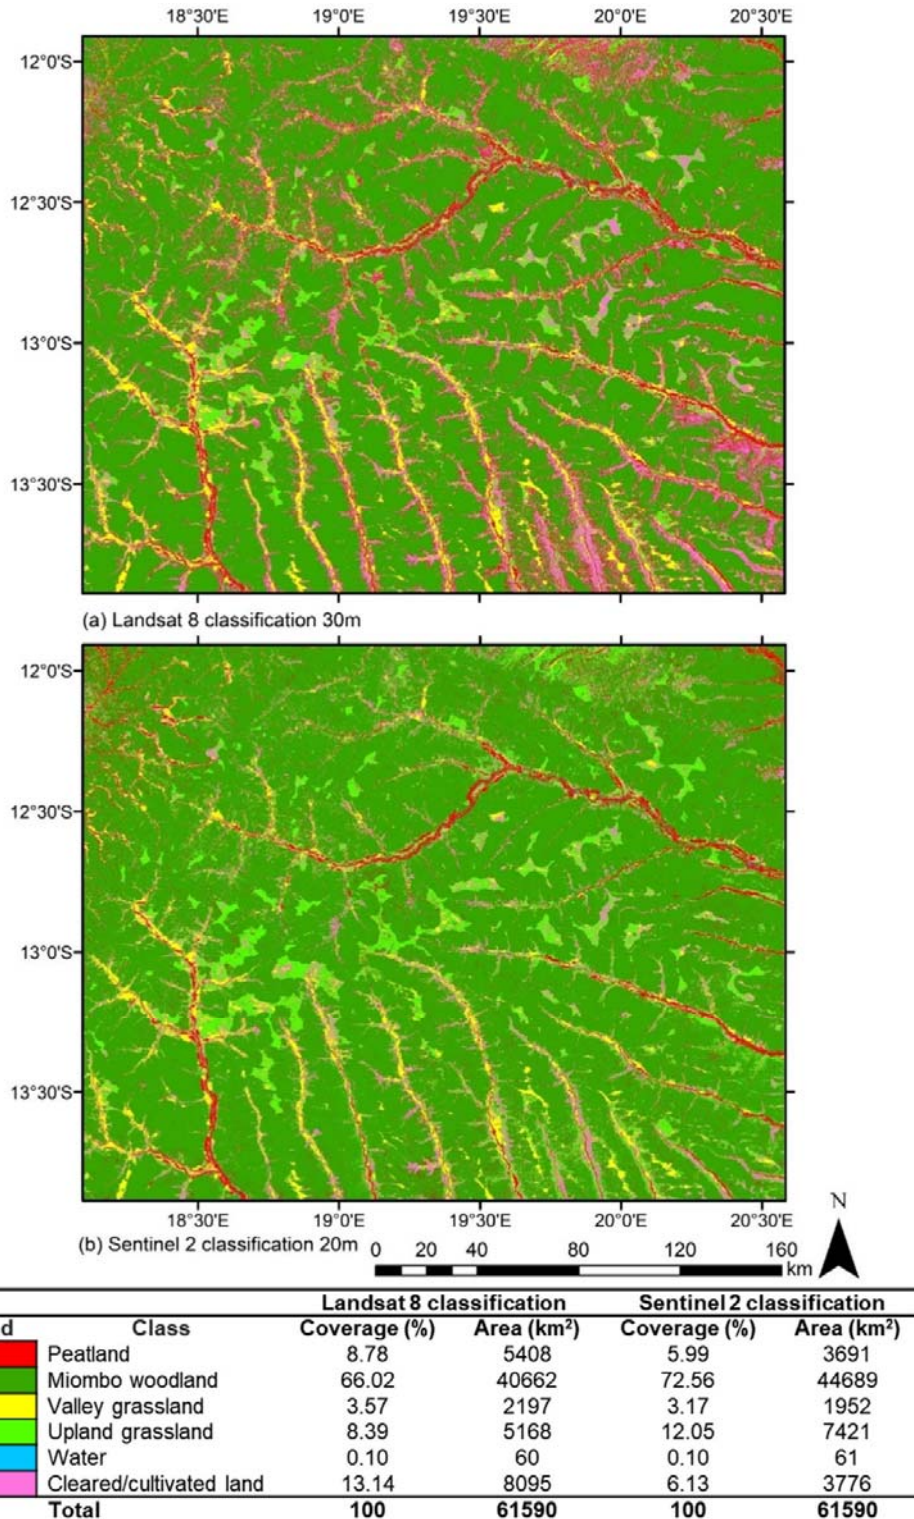 18°30'E 19°0'E 19°30'E 20°0'E 20°30'E
12°0'S
12°30'S
13°0'S
13°30'S
(a) Landsat 8 classification 30m
12°0'S
12°30'S
13°0'S
13°30'S
18°30'E 19°0'E 19°30'E 20°0'E 20°30'E
N
(b) Sentinel 2 classification 20m
0 20 40 80 120 160
km
Landsat 8 classification Sentinel 2 classification
d Class Coverage (%) Area (km²) Coverage (%) Area (km²)
Peatland 8.78 5408 5.99 3691
Miombo woodland 66.02 40662 72.56 44689
Valley grassland 3.57 2197 3.17 1952
Upland grassland 8.39 5168 12.05 7421
Water 0.10 60 0.10 61
Cleared/cultivated land 13.14 8095 6.13 3776
Total 100 61590 100 61590